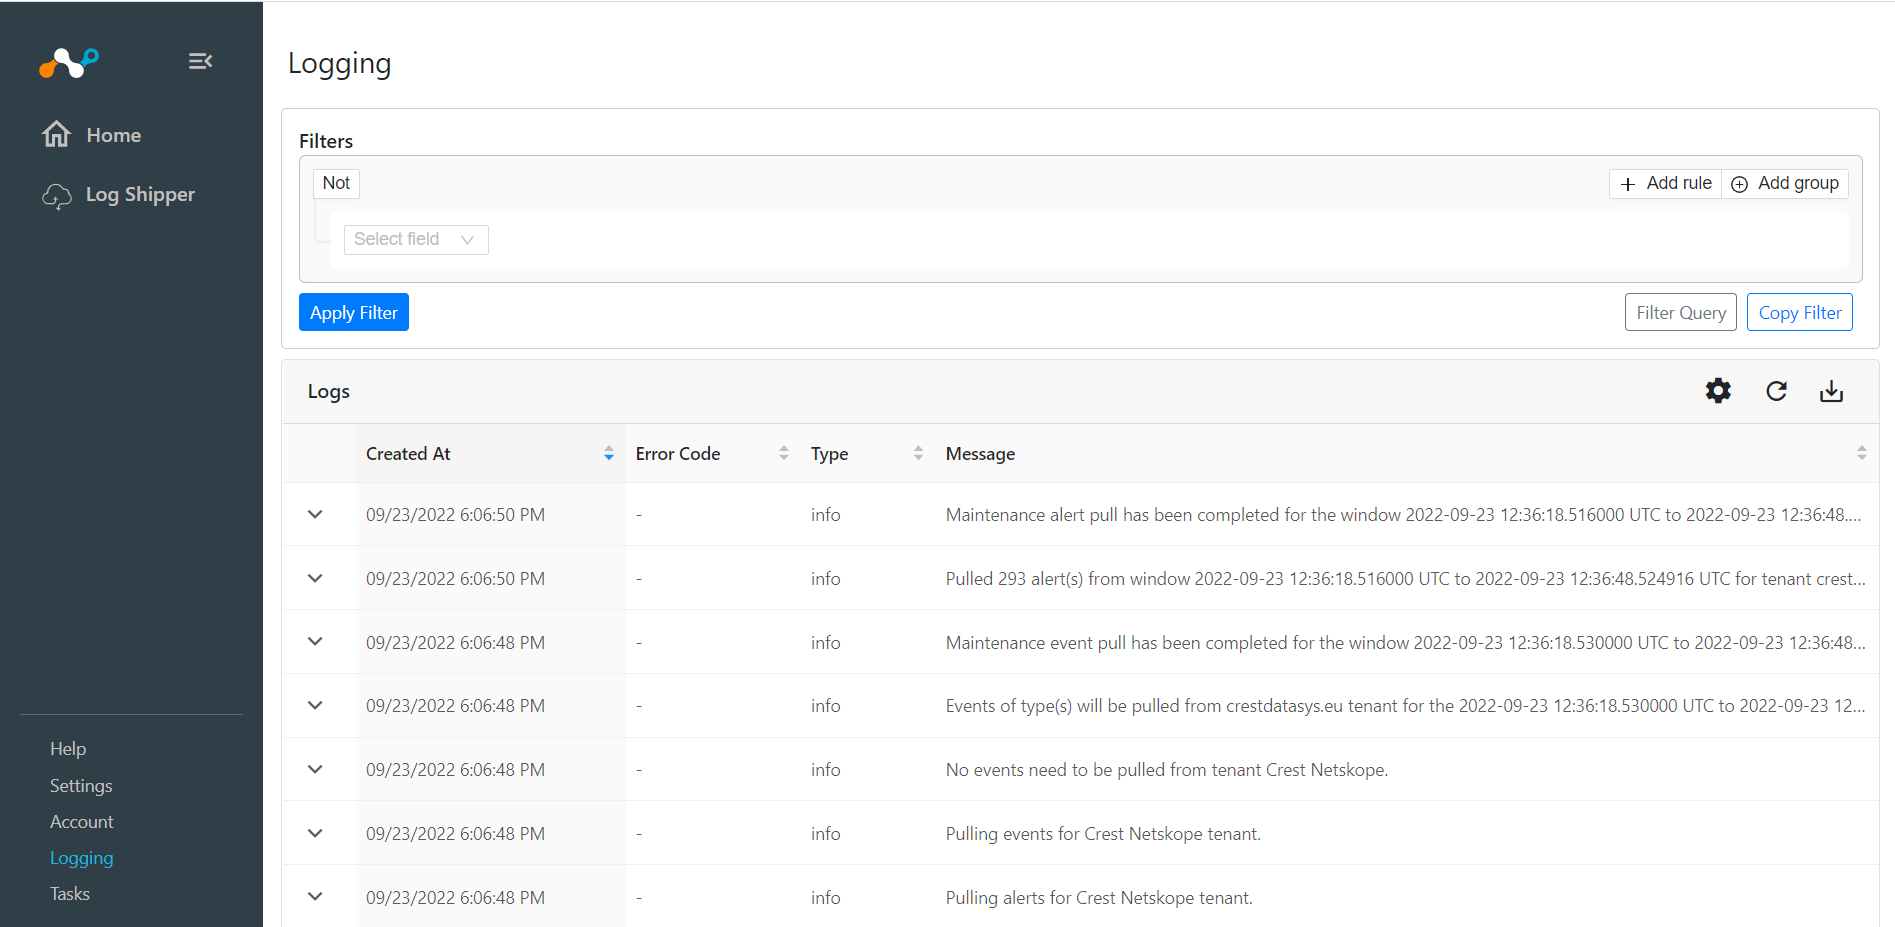 Home
Log Shipper
Help
Settings
Account
Logging
Tasks
Logging
Filters
Not
Add rule
Add group
Select field
Apply Filter
Filter Query
Copy Filter
Logs
Created At Error Code Type Message
09/23/2022 6:06:50 PM - info Maintenance alert pull has been completed for the window 2022-09-23 12:36:18.516000 UTC to 2022-09-23 12:36:48....
09/23/2022 6:06:50 PM - info Pulled 293 alert(s) from window 2022-09-23 12:36:18.516000 UTC to 2022-09-23 12:36:48.524916 UTC for tenant crest...
09/23/2022 6:06:48 PM - info Maintenance event pull has been completed for the window 2022-09-23 12:36:18.530000 UTC to 2022-09-23 12:36:48...
09/23/2022 6:06:48 PM - info Events of type(s) will be pulled from crestdatasys.eu tenant for the 2022-09-23 12:36:18.530000 UTC to 2022-09-23 12...
09/23/2022 6:06:48 PM - info No events need to be pulled from tenant Crest Netskope.
09/23/2022 6:06:48 PM - info Pulling events for Crest Netskope tenant.
09/23/2022 6:06:48 PM - info Pulling alerts for Crest Netskope tenant.